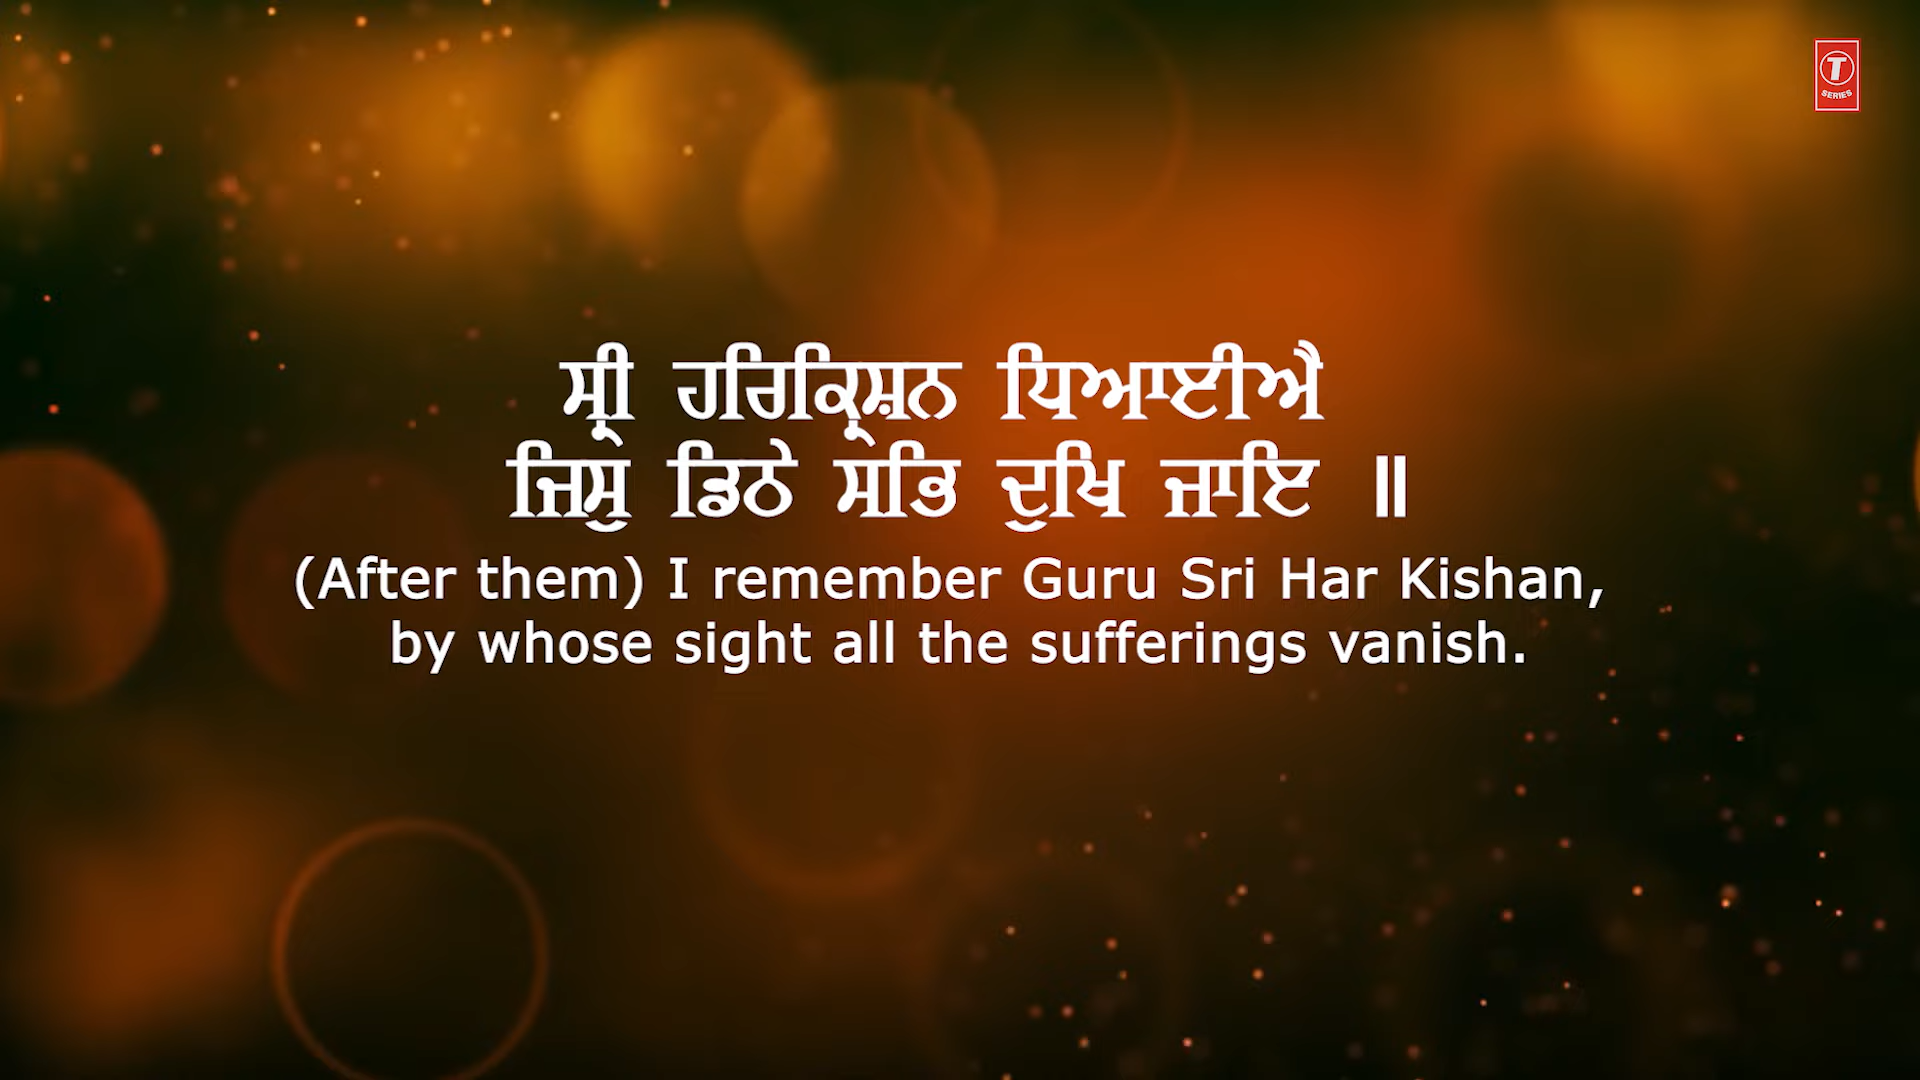 T
SERIES
ਸ੍ਰੀ ਹਰਿਕ੍ਰਿਸ਼ਨ ਧਿਆਈਐ
ਜਿਸੁ ਡਿਠੇ ਸਭਿ ਦੁਖਿ ਜਾਇ ॥
(After them) I remember Guru Sri Har Kishan,
by whose sight all the sufferings vanish.